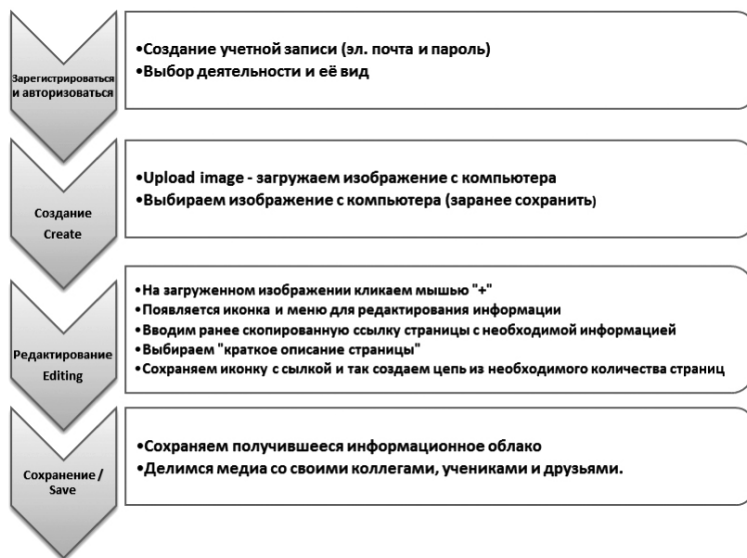 Зарегистрироваться
и авторизоваться
•Создание учетной записи (эл. почта и пароль)
•Выбор деятельности и её вид
Создание
Create
•Upload image - загружаем изображение с компьютера
•Выбираем изображение с компьютера (заранее сохранить)
Редактирование
Editing
•На загруженном изображении кликаем мышью "+"
•Появляется иконка и меню для редактирования информации
•Вводим ранее скопированную ссылку страницы с необходимой информацией
•Выбираем "краткое описание страницы"
•Сохраняем иконку с сылкой и так создаем цепь из необходимого количества страниц
Сохранение /
Save
•Сохраняем получившееся информационное облако
•Делимся медиа со своими коллегами, учениками и друзьями.